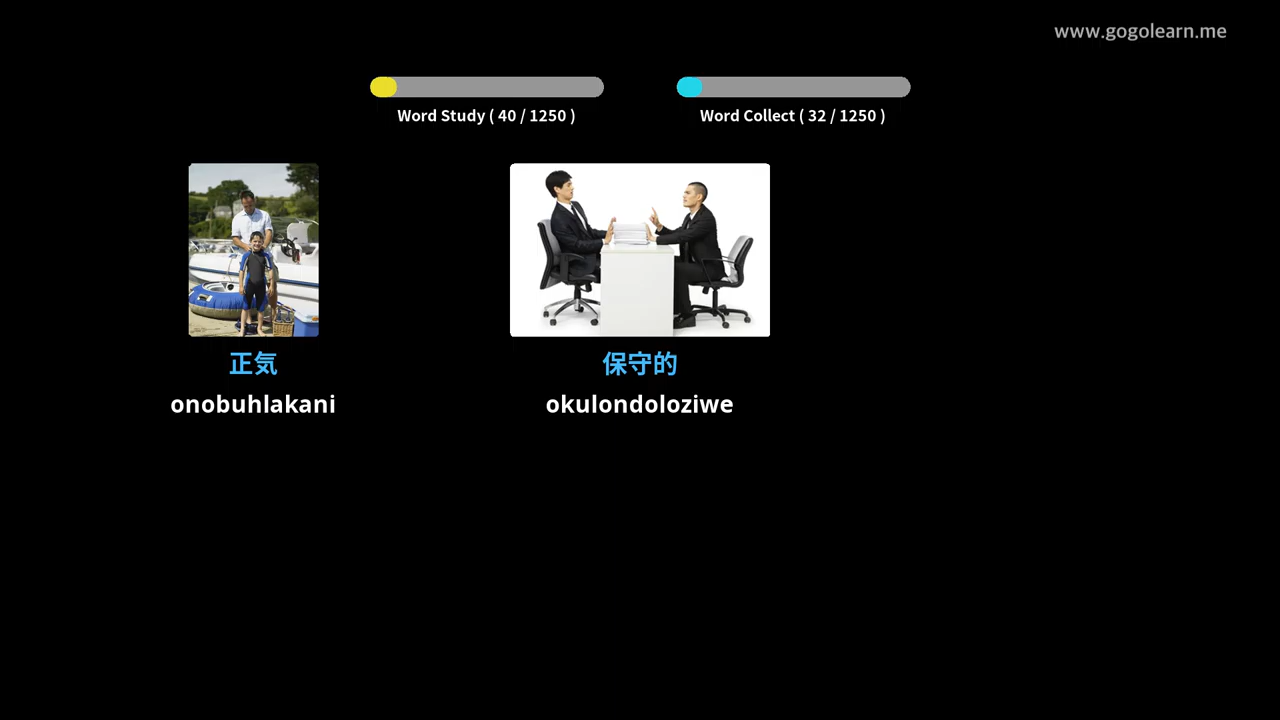 www.gogolearn.me
Word Study ( 40 / 1250 )
Word Collect ( 32 / 1250 )
正気
onobuhlakani
保守的
okulondoloziwe